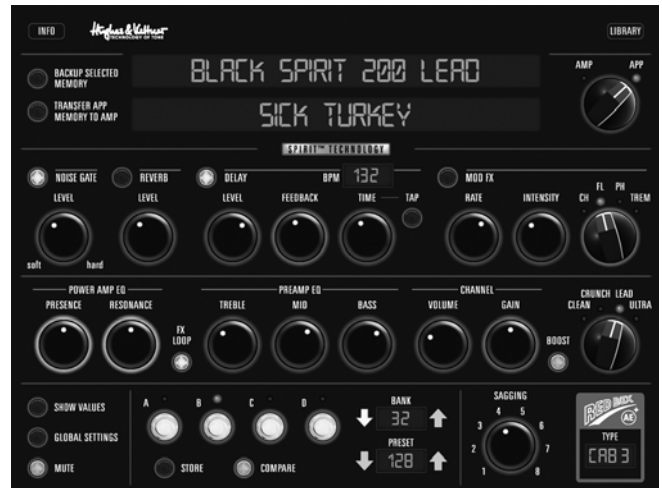 INFO
Hughes & Kettner
TECHNOLOGY OF TONE
LIBRARY
BACKUP SELECTED
MEMORY
TRANSFER APP
MEMORY TO AMP
BLACK SPIRIT 200 LEAD
SICK TURKEY
AMP APP
SPIRIT™ TECHNOLOGY
NOISE GATE REVERB DELAY BPM 132 MOD FX
LEVEL LEVEL LEVEL FEEDBACK TIME TAP RATE INTENSITY
CH FL PH TREM
soft hard
POWER AMP EQ PREAMP EQ CHANNEL
PRESENCE RESONANCE TREBLE MID BASS VOLUME GAIN
CLEAN CRUNCH LEAD ULTRA
FX
LOOP
BOOST
SHOW VALUES
GLOBAL SETTINGS
MUTE
A B C D
STORE COMPARE
BANK
32
PRESET
128
SAGGING
1 2 3 4 5 6 7 8
RED BOX
AE+
TYPE
CAB 3